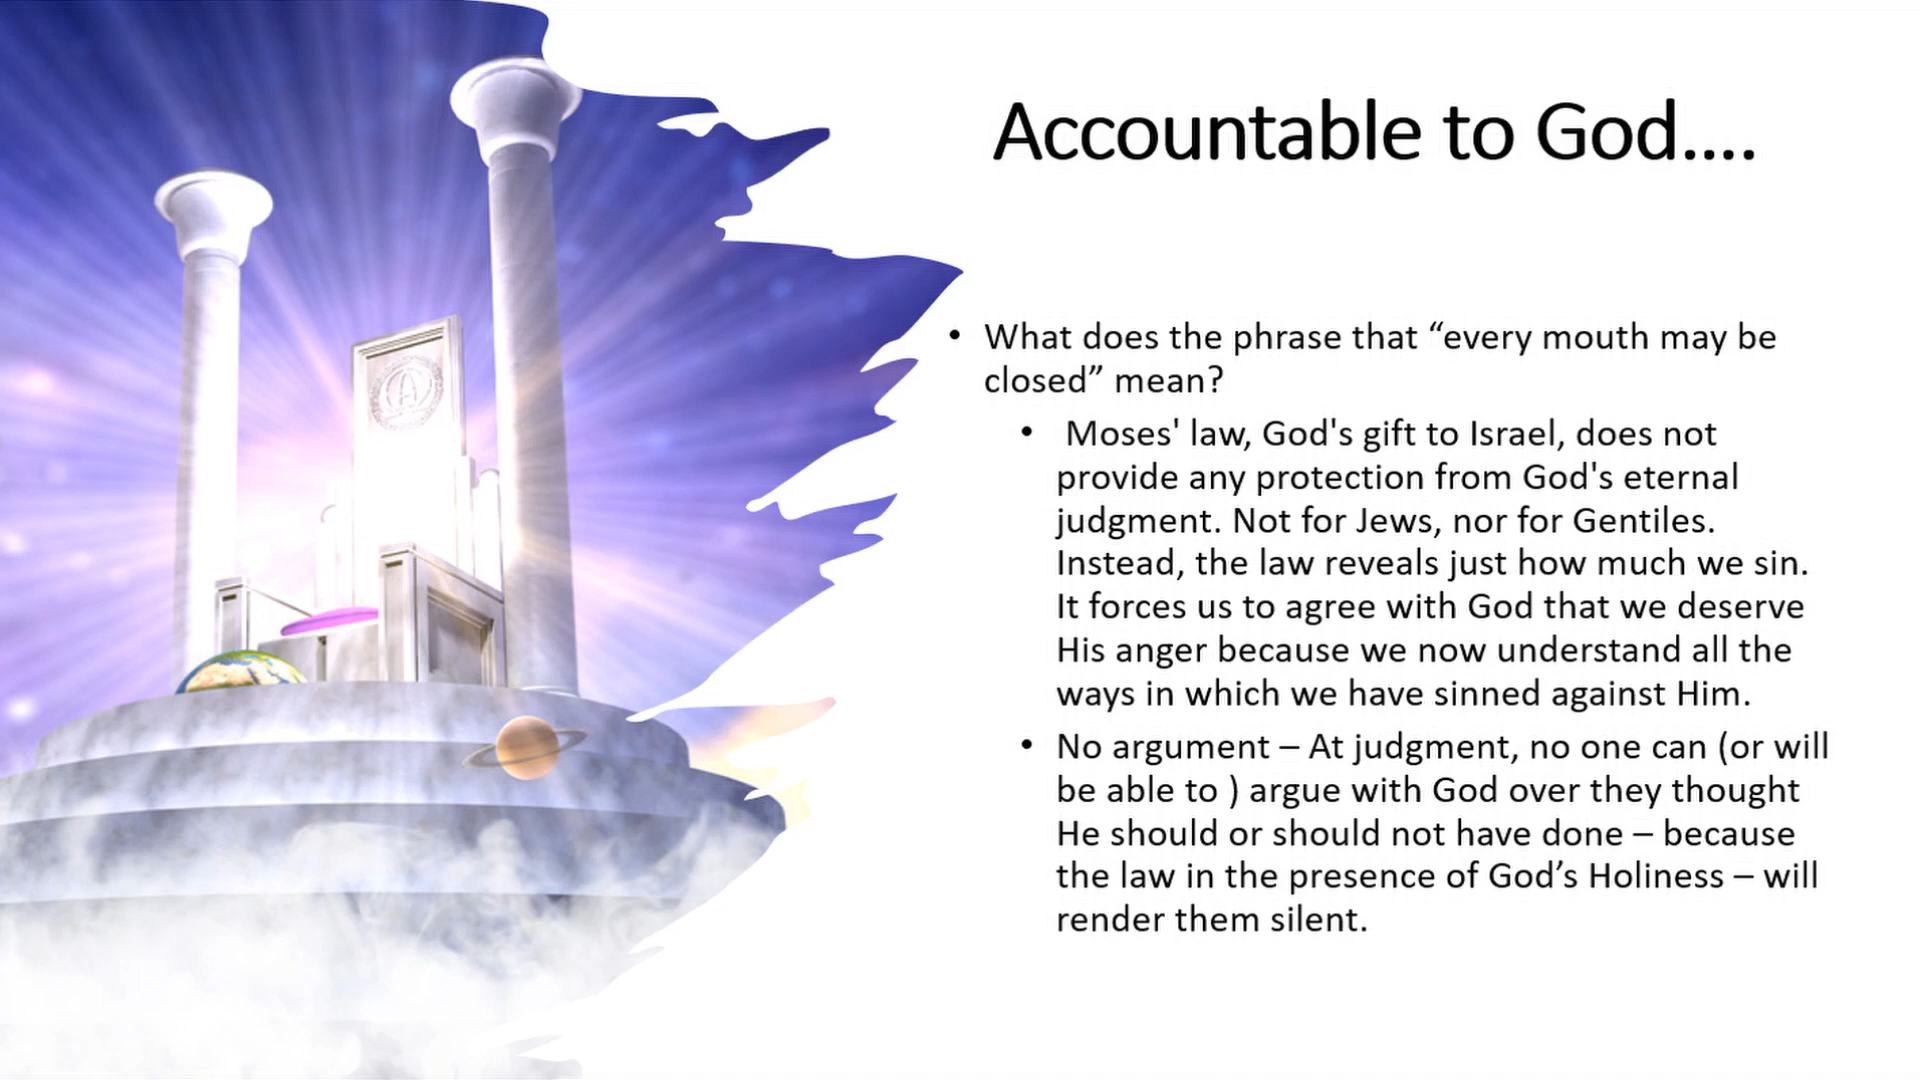 Accountable to God....
• What does the phrase that “every mouth may be
closed” mean?
• Moses' law, God's gift to Israel, does not
provide any protection from God's eternal
judgment. Not for Jews, nor for Gentiles.
Instead, the law reveals just how much we sin.
It forces us to agree with God that we deserve
His anger because we now understand all the
ways in which we have sinned against Him.
• No argument – At judgment, no one can (or will
be able to ) argue with God over they thought
He should or should not have done – because
the law in the presence of God’s Holiness – will
render them silent.